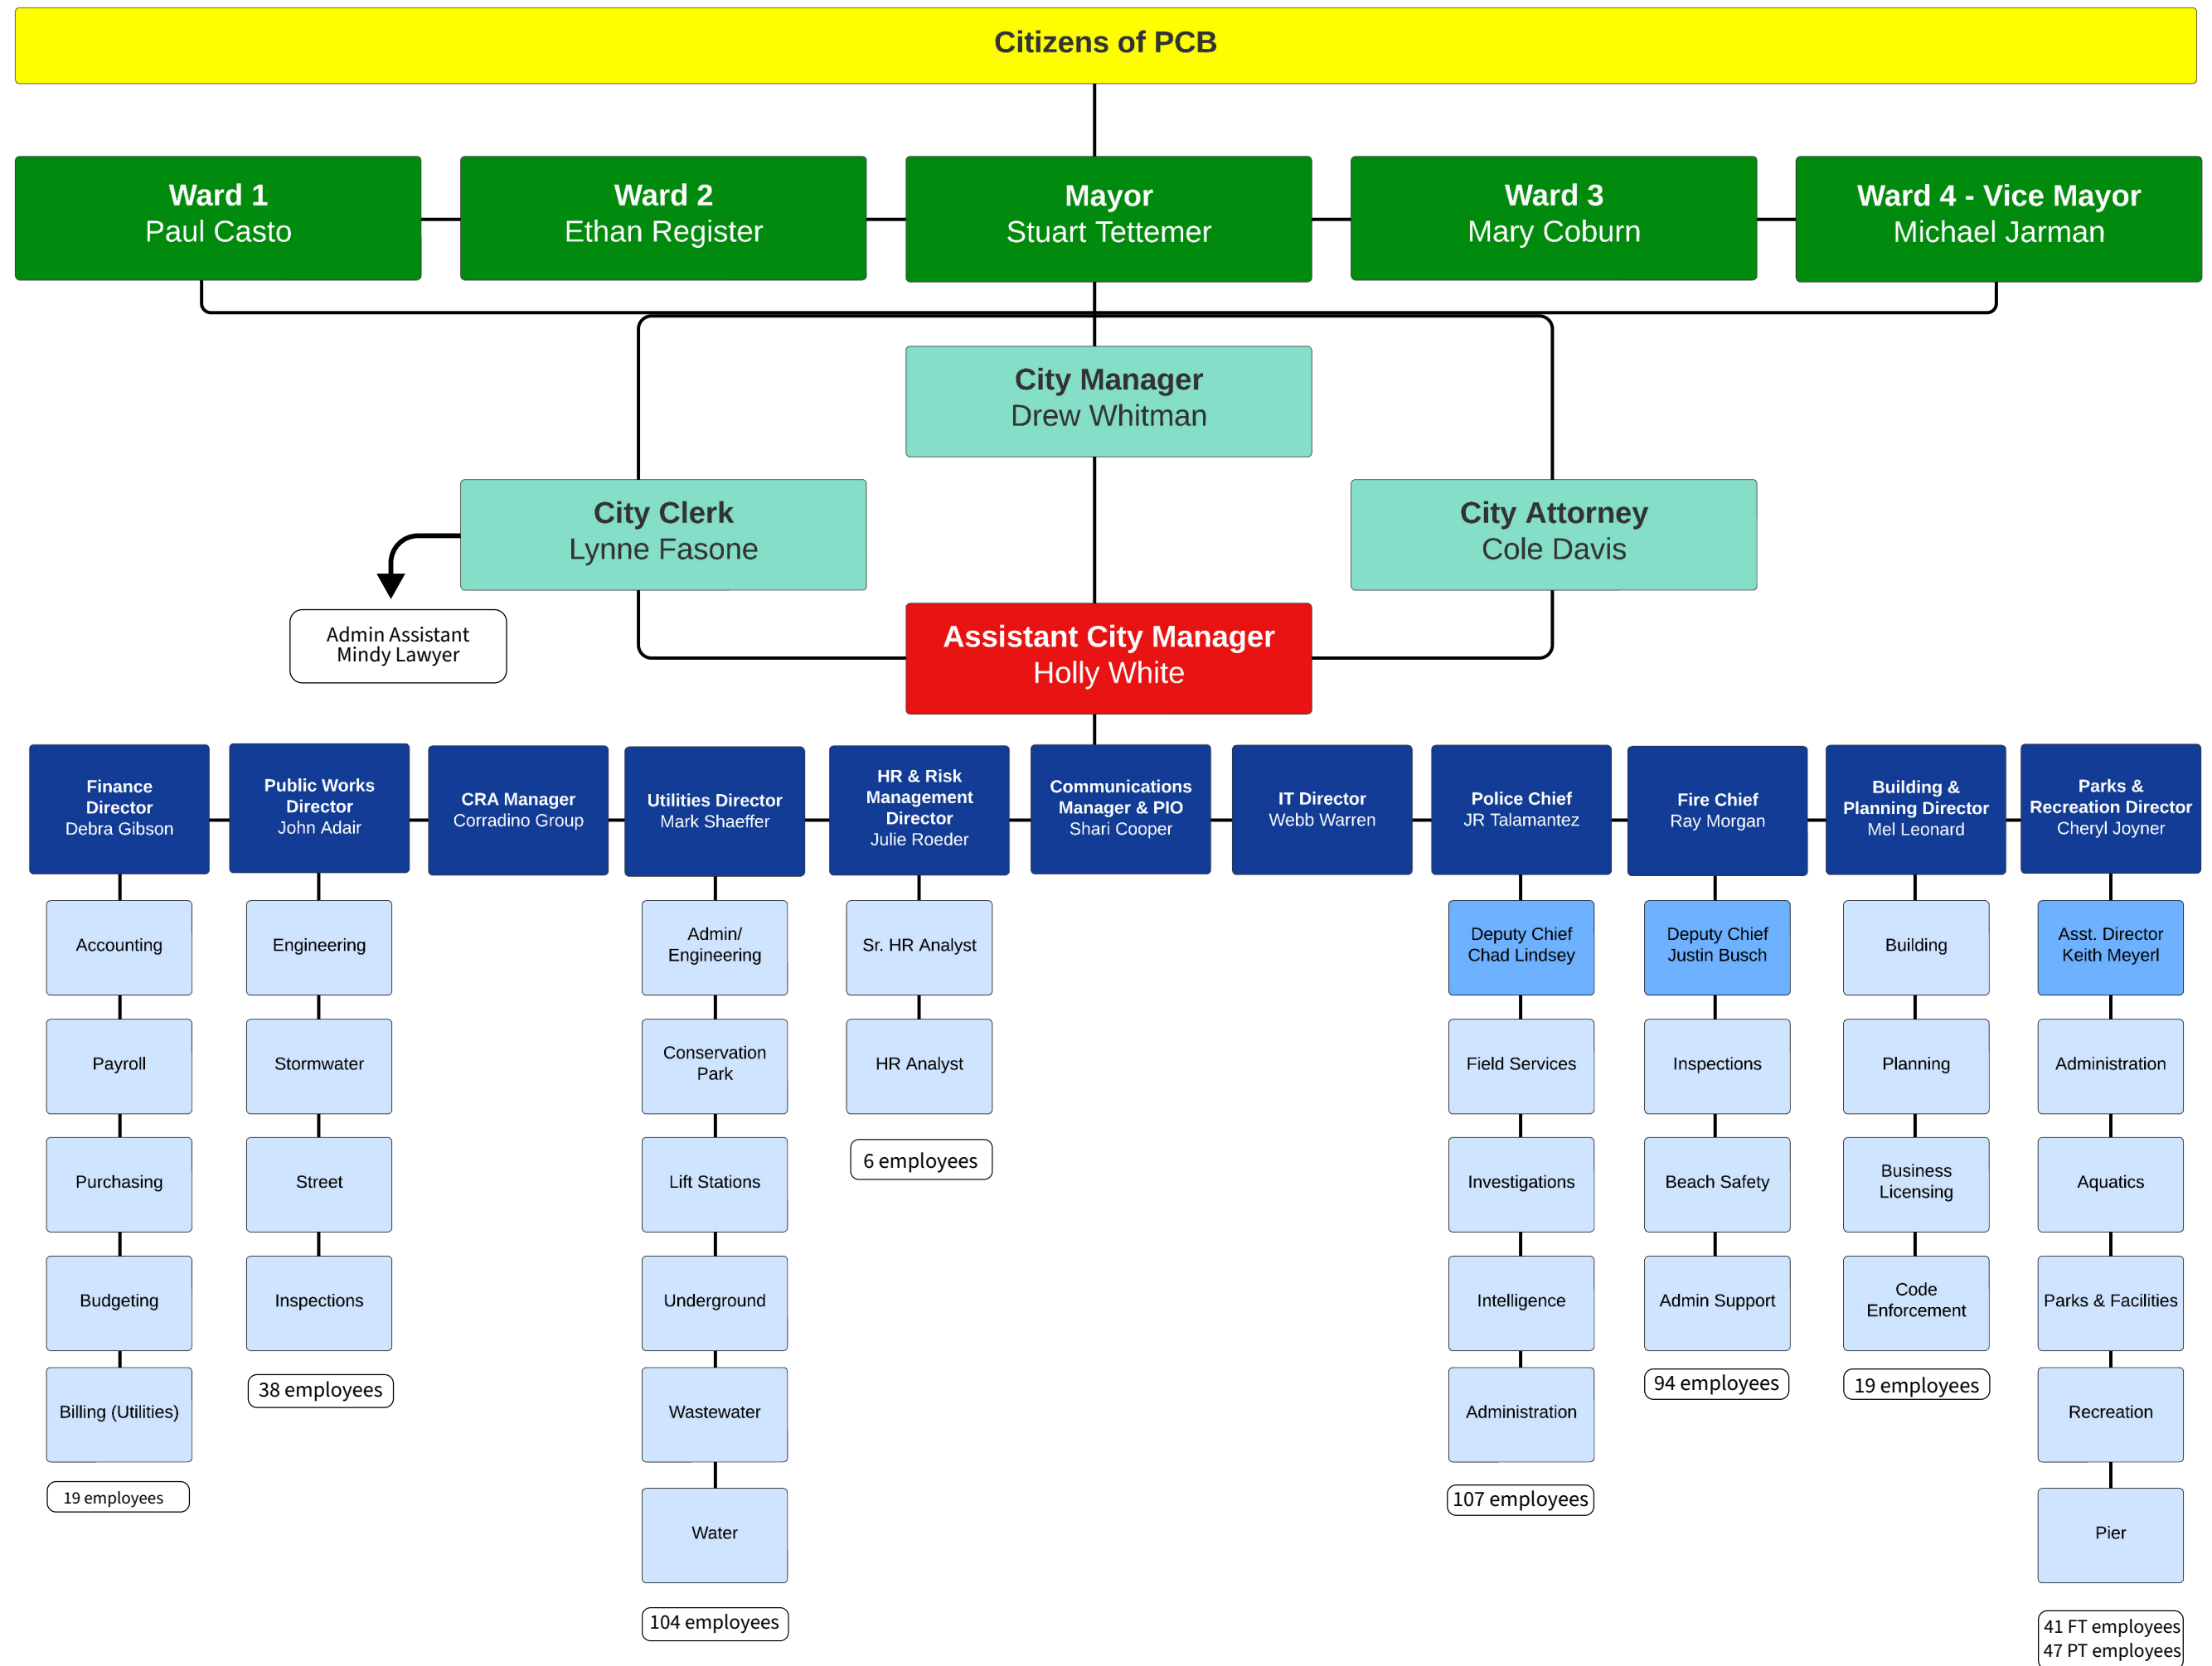 Citizens of PCB
Ward 1
Paul Casto
Ward 2
Ethan Register
Mayor
Stuart Tettemer
Ward 3
Mary Coburn
Ward 4 - Vice Mayor
Michael Jarman
City Manager
Drew Whitman
City Clerk
Lynne Fasone
City Attorney
Cole Davis
Admin Assistant
Mindy Lawyer
Assistant City Manager
Holly White
Finance
Director
Debra Gibson
Public Works
Director
John Adair
CRA Manager
Corradino Group
Utilities Director
Mark Shaeffer
HR & Risk
Management
Director
Julie Roeder
Communications
Manager & PIO
Shari Cooper
IT Director
Webb Warren
Police Chief
JR Talamantez
Fire Chief
Ray Morgan
Building &
Planning Director
Mel Leonard
Parks &
Recreation Director
Cheryl Joyner
Accounting
Payroll
Purchasing
Budgeting
Billing (Utilities)
19 employees
Engineering
Stormwater
Street
Inspections
38 employees
Admin/
Engineering
Conservation
Park
Lift Stations
Underground
Wastewater
Water
104 employees
Sr. HR Analyst
HR Analyst
6 employees
Deputy Chief
Chad Lindsey
Field Services
Investigations
Intelligence
Administration
107 employees
Deputy Chief
Justin Busch
Inspections
Beach Safety
Admin Support
94 employees
Building
Planning
Business
Licensing
Code
Enforcement
19 employees
Asst. Director
Keith Meyerl
Administration
Aquatics
Parks & Facilities
Recreation
Pier
41 FT employees
47 PT employees